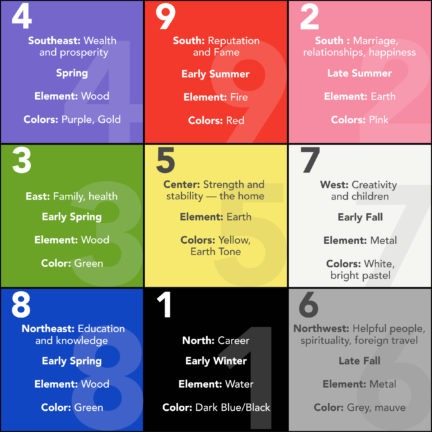 4
Southeast: Wealth
and prosperity
Spring
Element: Wood
Colors: Purple, Gold
9
South: Reputation
and Fame
Early Summer
Element: Fire
Colors: Red
2
South : Marriage,
relationships, happiness
Late Summer
Element: Earth
Colors: Pink
3
East: Family, health
Early Spring
Element: Wood
Color: Green
5
Center: Strength and
stability — the home
Element: Earth
Colors: Yellow,
Earth Tone
7
West: Creativity
and children
Early Fall
Element: Metal
Colors: White,
bright pastel
8
Northeast: Education
and knowledge
Early Spring
Element: Wood
Color: Green
1
North: Career
Early Winter
Element: Water
Color: Dark Blue/Black
6
Northwest: Helpful people,
spirituality, foreign travel
Late Fall
Element: Metal
Color: Grey, mauve